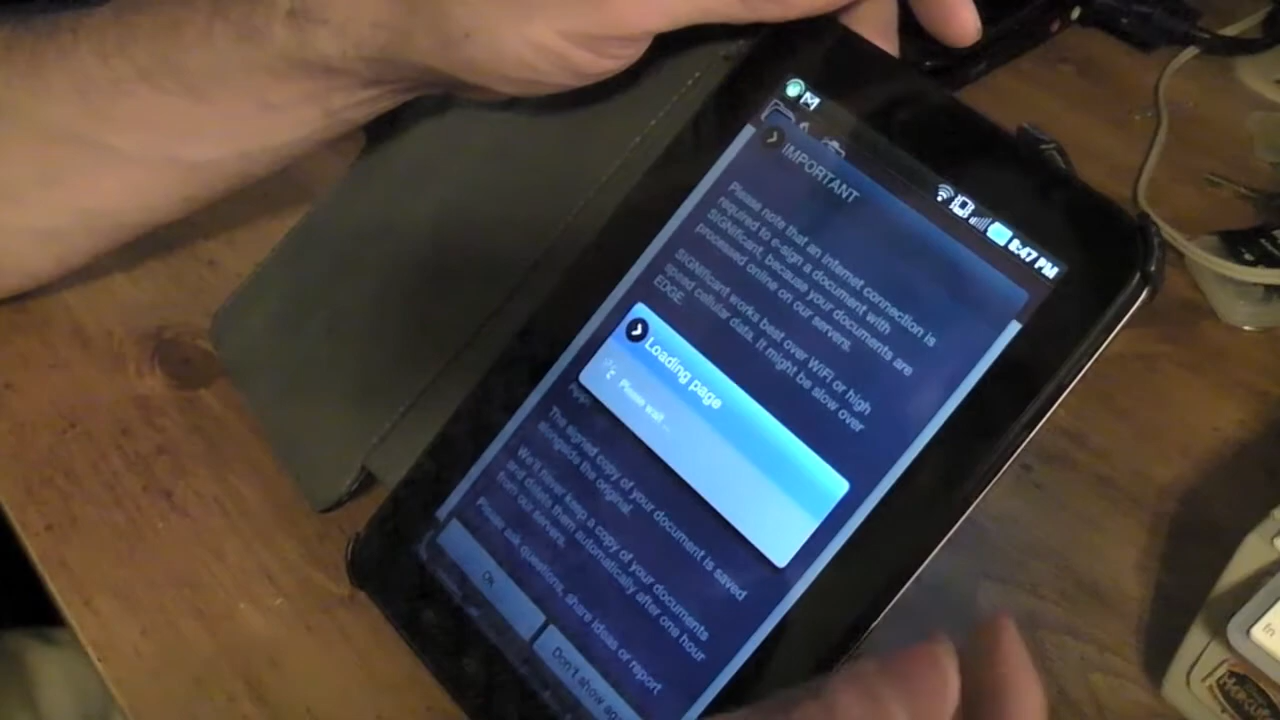 8:47 PM
IMPORTANT
Please note that an internet connection is
required to e-sign a document with
SIGNificant, because your documents are
processed online on our servers.
SIGNificant works best over WiFi or high
speed cellular data. It might be slow over
EDGE.
Loading page
Please wait...
The signed copy of your document is saved
alongside the original.
We'll never keep a copy of your documents
and delete them automatically after one hour
from our servers.
Please ask questions, share ideas or report
Ok
Don't show